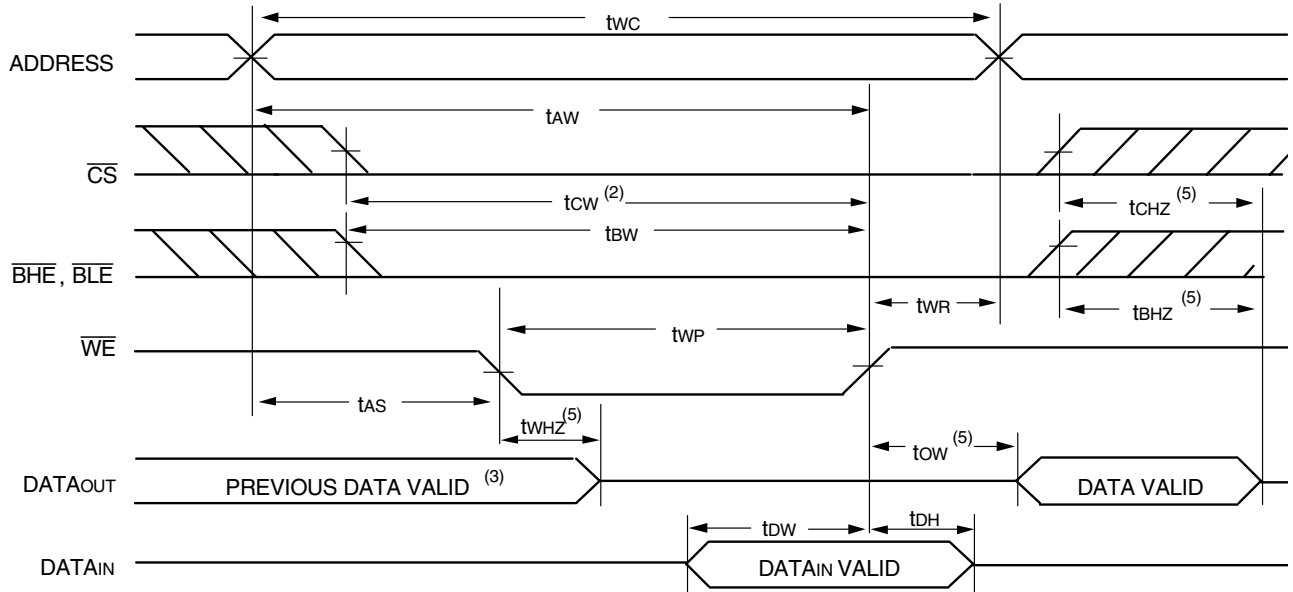 tWC
ADDRESS
tAW
CS
tCW (2)
tCHZ (5)
tBW
BHE, BLE
tWR
tBHZ (5)
tWP
WE
tAS
tWHZ(5)
tOW (5)
DATAOUT
PREVIOUS DATA VALID (3)
DATA VALID
tDW
tDH
DATAIN
DATAIN VALID